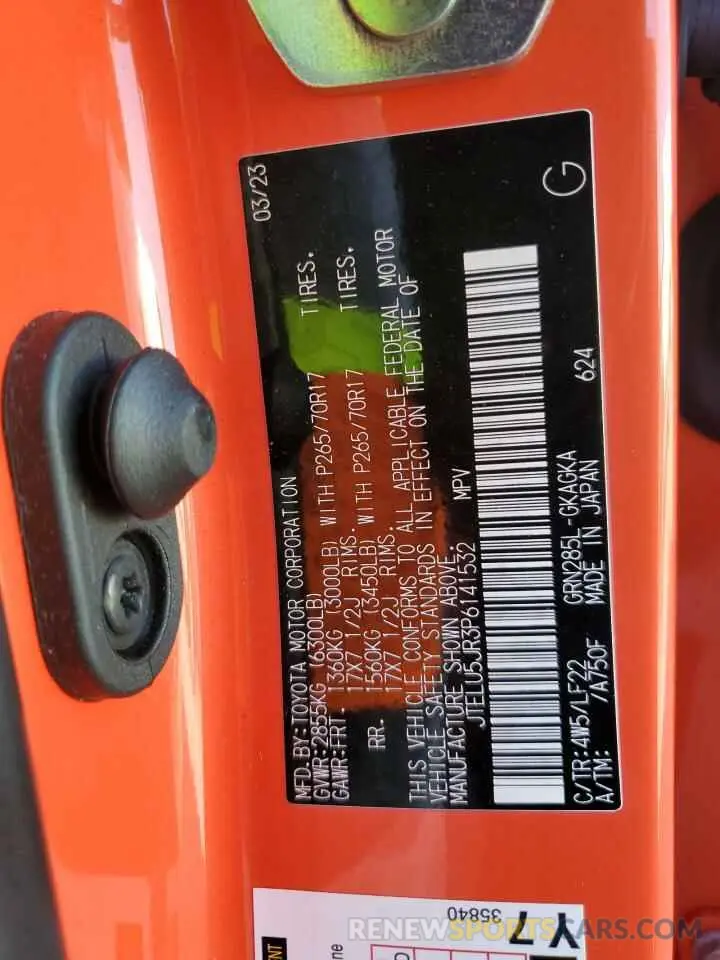 03/23
MFD.BY:TOYOTA MOTOR CORPORATION
GVWR:2855KG (6300LB)
GAWR:FRT. 1360KG (3000LB) WITH P265/70R17 TIRES.
17X7 1/2J RIMS.
RR. 1560KG (3450LB) WITH P265/70R17 TIRES.
17X7 1/2J RIMS.
THIS VEHICLE CONFORMS TO ALL APPLICABLE FEDERAL MOTOR
VEHICLE SAFETY STANDARDS IN EFFECT ON THE DATE OF
MANUFACTURE SHOWN ABOVE.
JTELU5JR3P6141532 MPV
G
C/TR:4W5/LF22 GRN285L-GKAGKA 624
A/TM: /A750F MADE IN JAPAN
35840
Y7
RENEWSPORTSCARS.COM